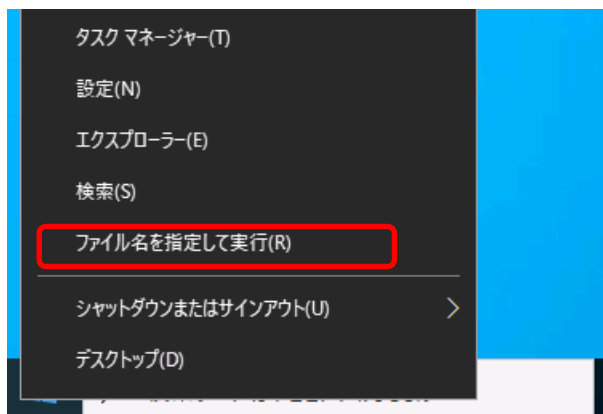 タスク マネージャー(T)
設定(N)
エクスプローラー(E)
検索(S)
ファイル名を指定して実行(R)
シャットダウンまたはサインアウト(U)
デスクトップ(D)